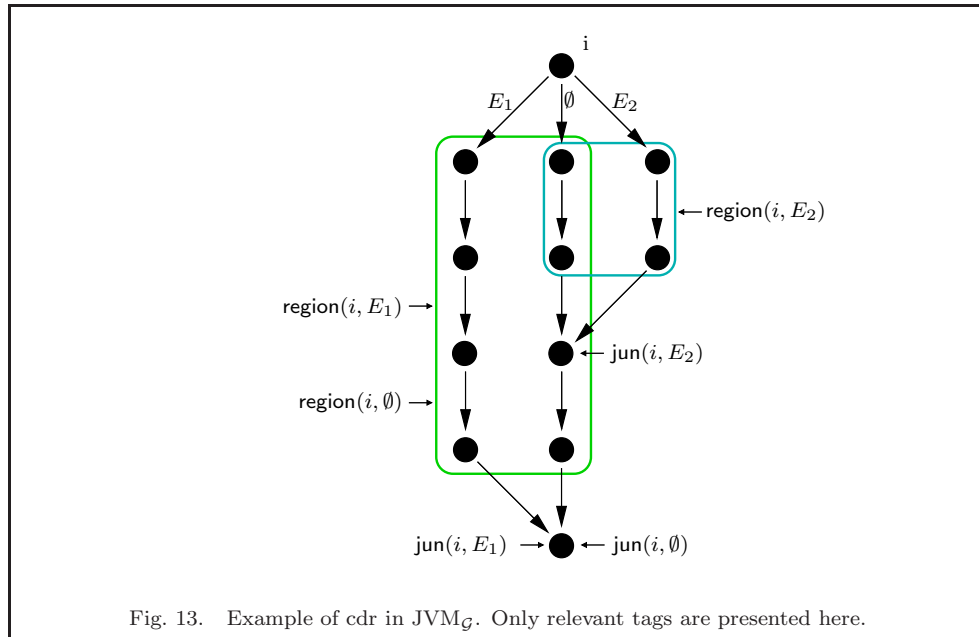 i
E₁ ∅ E₂
region(i, E₂)
region(i, E₁)
jun(i, E₂)
region(i, ∅)
jun(i, E₁) jun(i, ∅)
Fig. 13. Example of cdr in JVM𝒢. Only relevant tags are presented here.